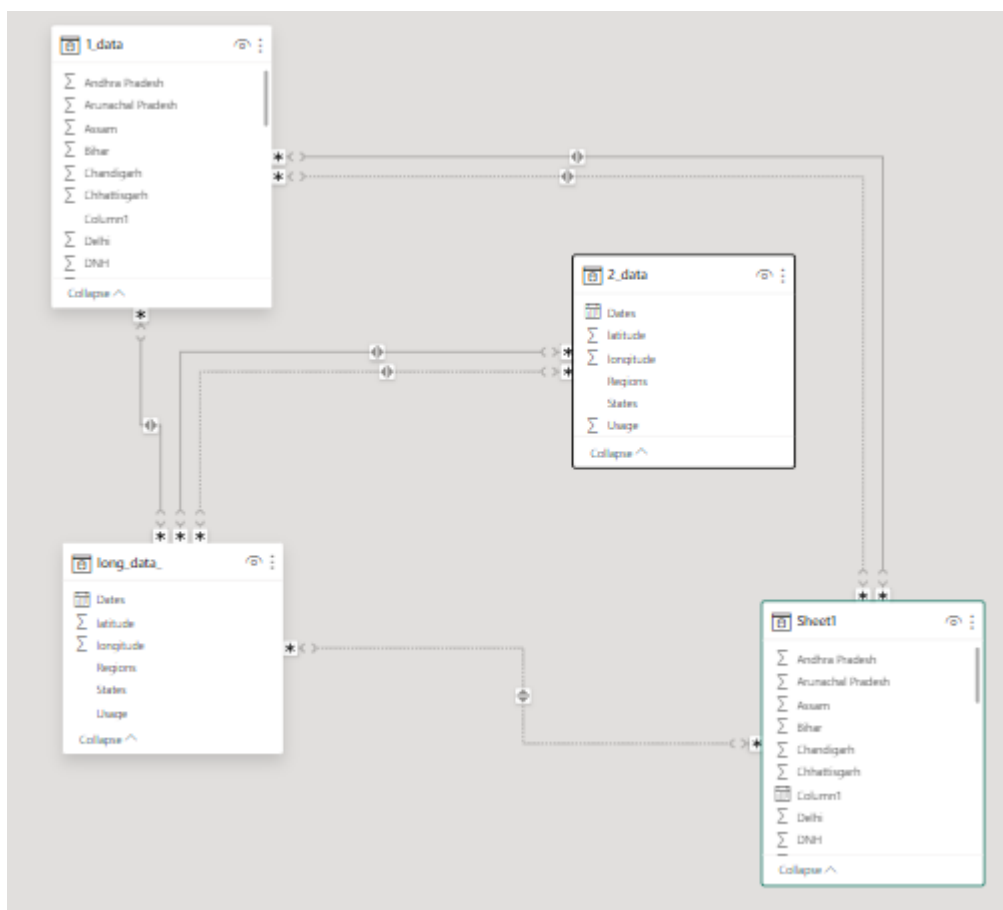 1_data
Andhra Pradesh
Arunachal Pradesh
Assam
Bihar
Chandigarh
Chhattisgarh
Column1
Delhi
DNH
Collapse
2_data
Dates
latitude
longitude
Regions
States
Usage
Collapse
long_data_
Dates
latitude
longitude
Regions
States
Usage
Collapse
Sheet1
Andhra Pradesh
Arunachal Pradesh
Assam
Bihar
Chandigarh
Chhattisgarh
Column1
Delhi
DNH
Collapse